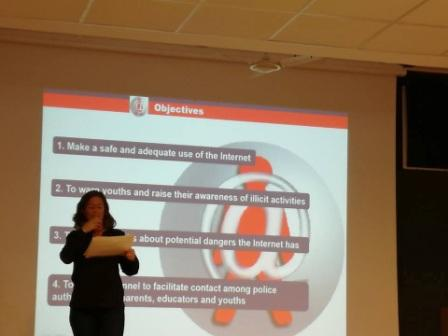 Objectives
1. Make a safe and adequate use of the Internet
2. To warn youths and raise their awareness of illicit activities
3. about potential dangers the Internet has
4. To to facilitate contact among police
parents, educators and youths